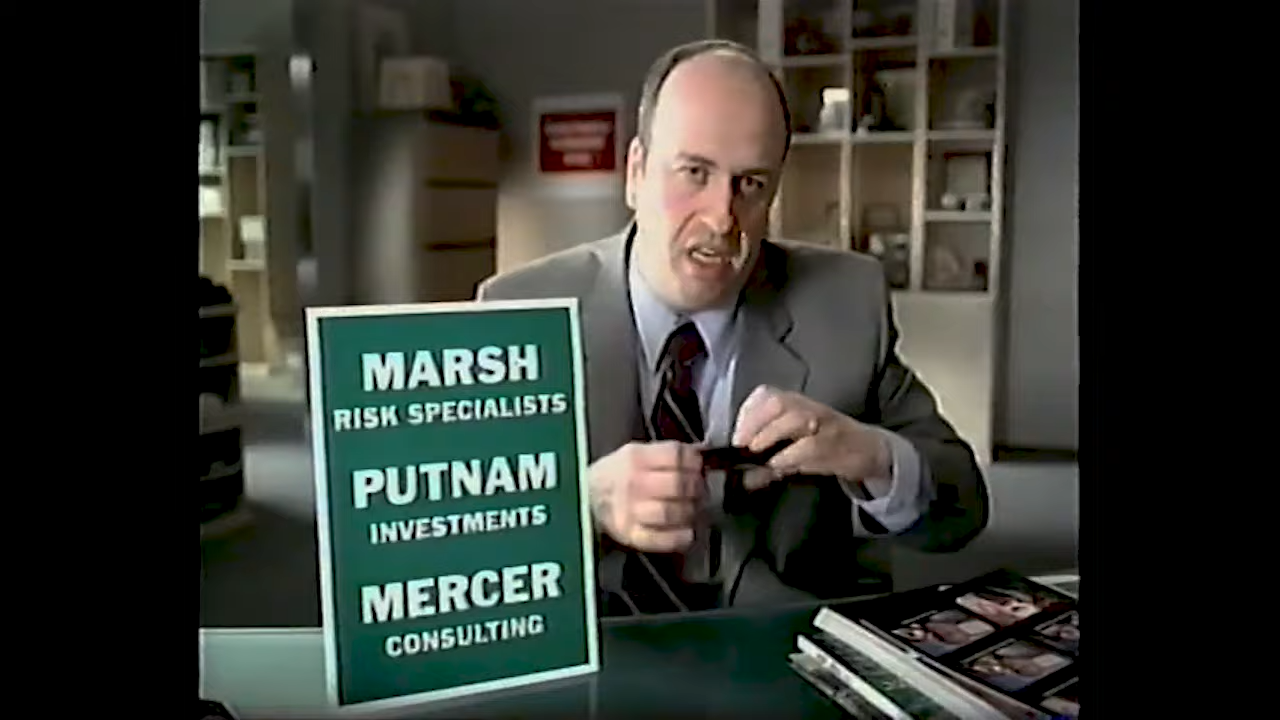 MARSH
RISK SPECIALISTS
PUTNAM
INVESTMENTS
MERCER
CONSULTING